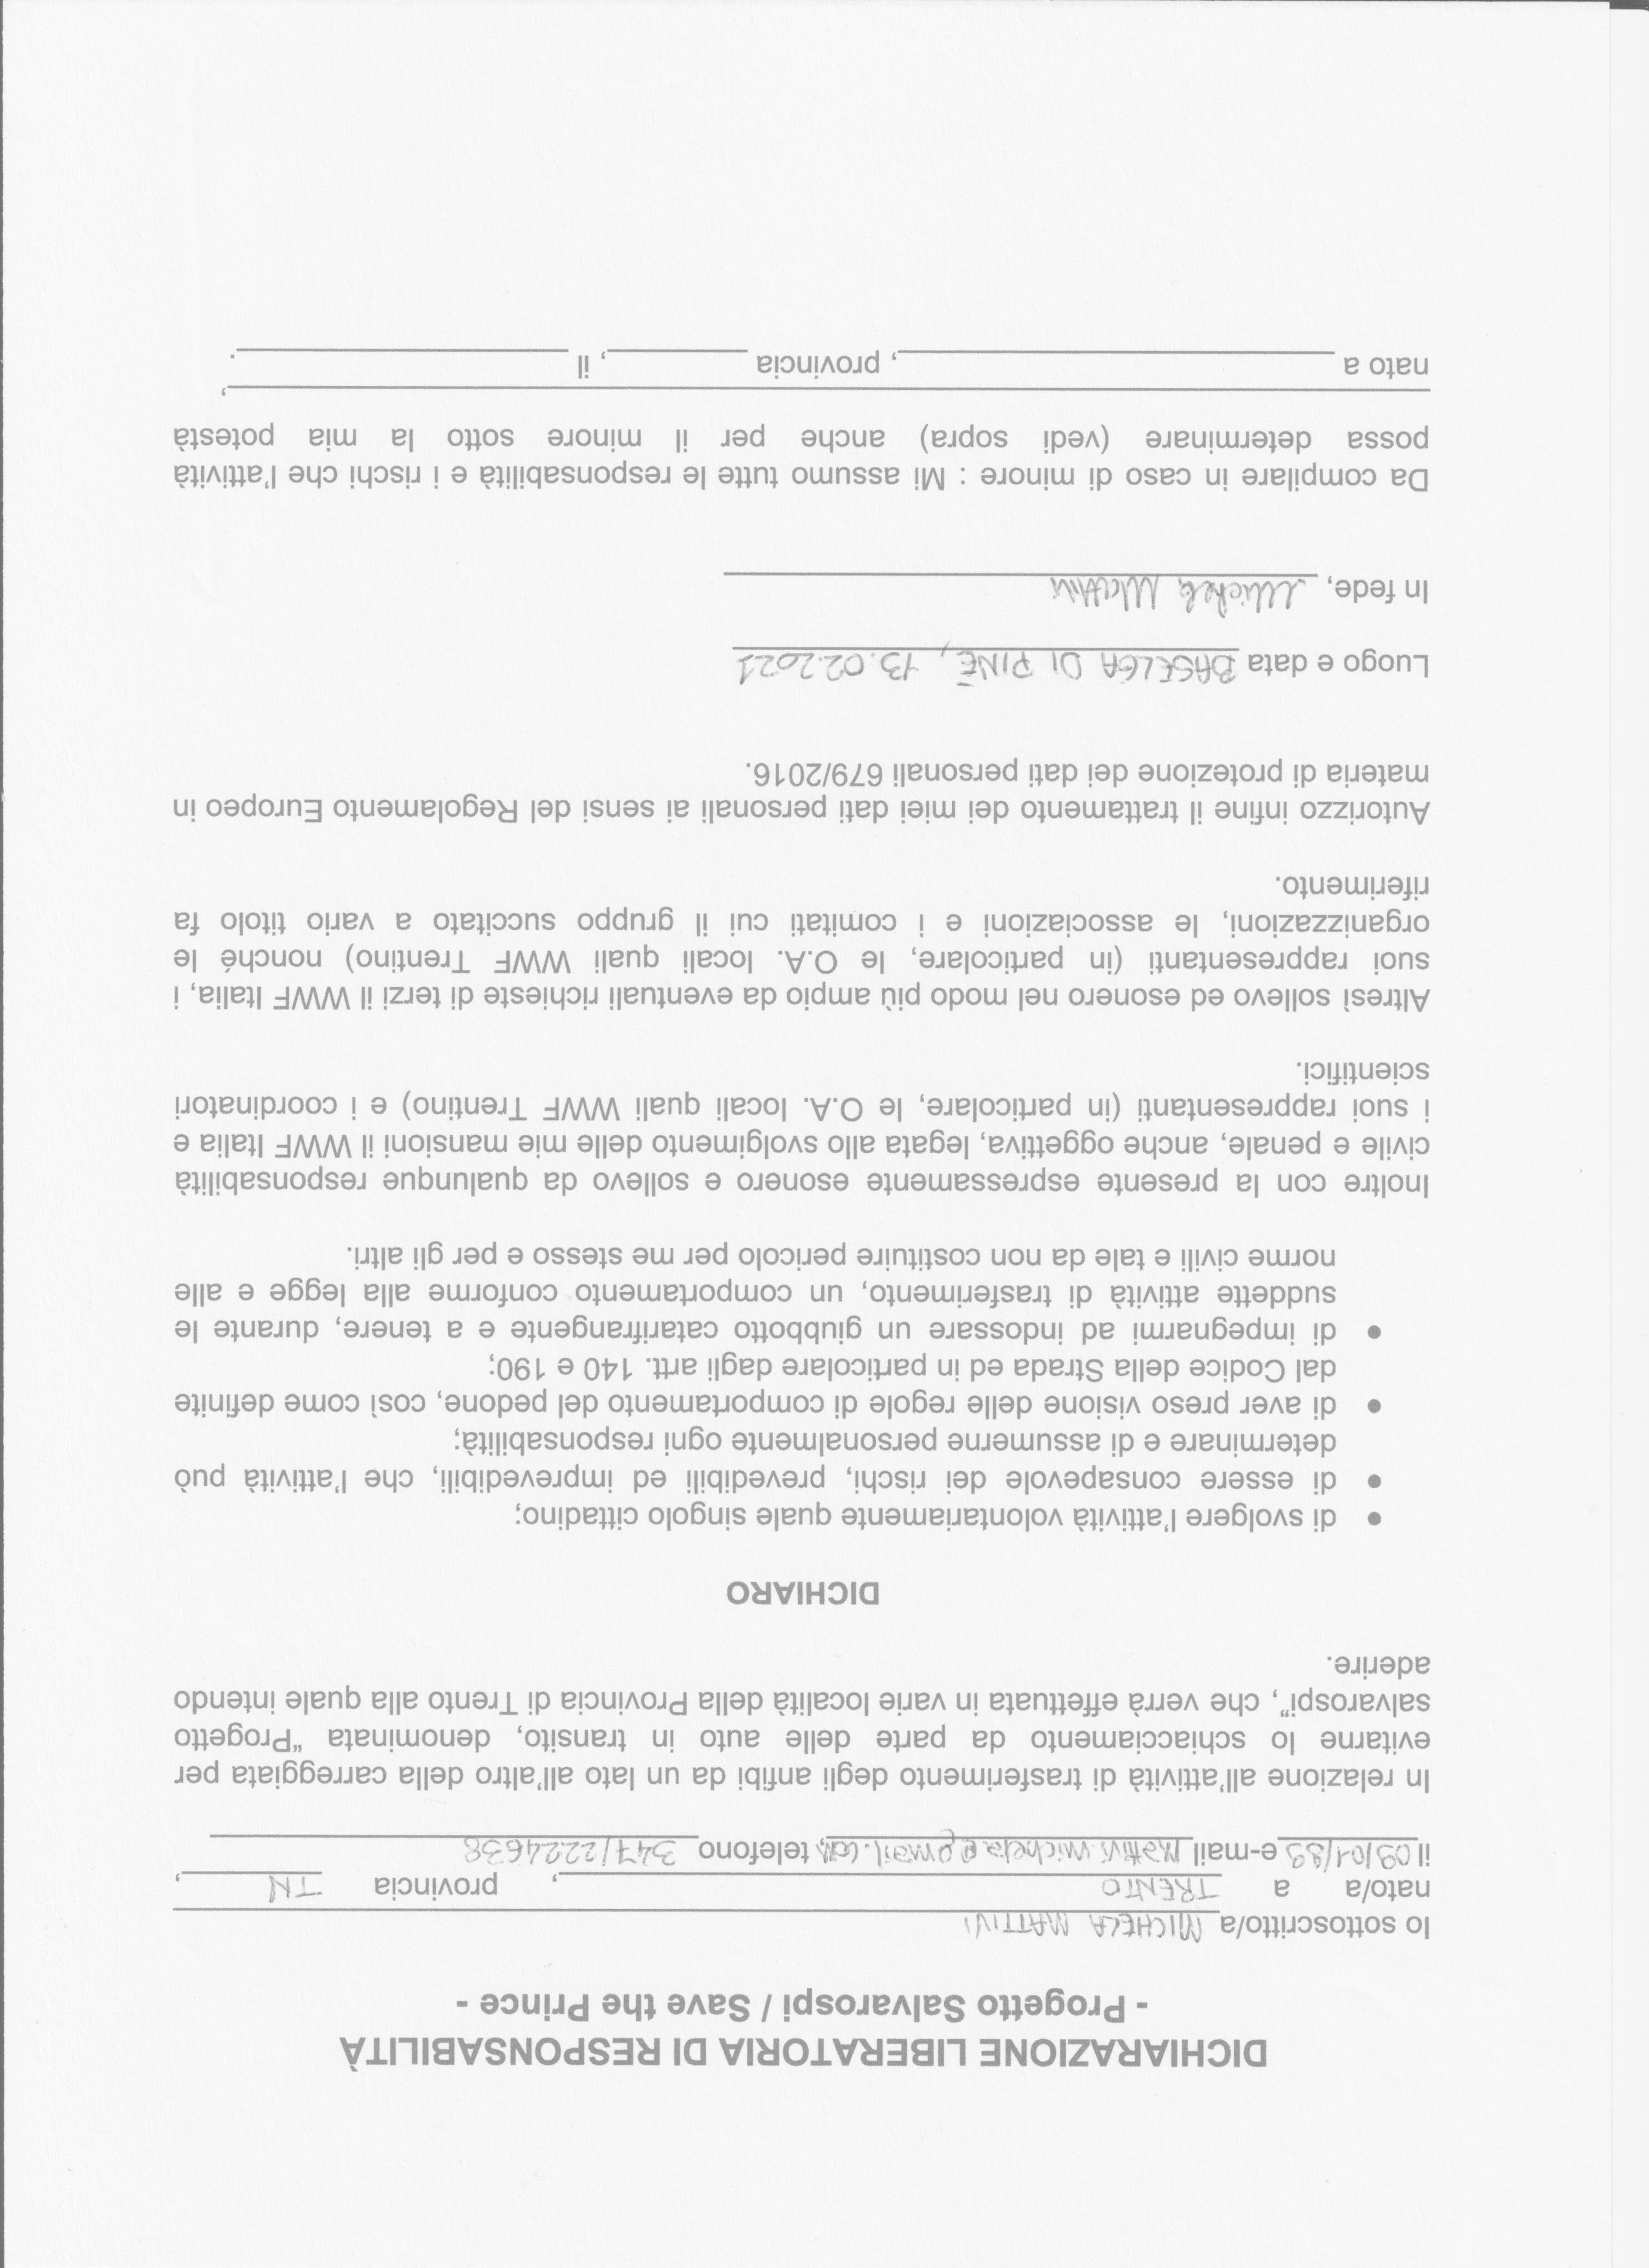 DICHIARAZIONE LIBERATORIA DI RESPONSABILITÀ
- Progetto Salvarospi / Save the Prince -
Io sottoscritto/a MICHELA MATTIVI
nato/a a TRENTO, provincia TN,
il 09/01/89 e-mail mattivi.michela@gmail.com, telefono 347/2224638
In relazione all'attività di trasferimento degli anfibi da un lato all'altro della carreggiata per
evitarne lo schiacciamento da parte delle auto in transito, denominata “Progetto
salvarospi”, che verrà effettuata in varie località della Provincia di Trento alla quale intendo
aderire.
DICHIARO
● di svolgere l'attività volontariamente quale singolo cittadino;
● di essere consapevole dei rischi, prevedibili ed imprevedibili, che l'attività può
determinare e di assumerne personalmente ogni responsabilità;
● di aver preso visione delle regole di comportamento del pedone, così come definite
dal Codice della Strada ed in particolare dagli artt. 140 e 190;
● di impegnarmi ad indossare un giubbotto catarifrangente e a tenere, durante le
suddette attività di trasferimento, un comportamento conforme alla legge e alle
norme civili e tale da non costituire pericolo per me stesso e per gli altri.
Inoltre con la presente espressamente esonero e sollevo da qualunque responsabilità
civile e penale, anche oggettiva, legata allo svolgimento delle mie mansioni il WWF Italia e
i suoi rappresentanti (in particolare, le O.A. locali quali WWF Trentino) e i coordinatori
scientifici.
Altresì sollevo ed esonero nel modo più ampio da eventuali richieste di terzi il WWF Italia, i
suoi rappresentanti (in particolare, le O.A. locali quali WWF Trentino) nonché le
organizzazioni, le associazioni e i comitati cui il gruppo succitato a vario titolo fa
riferimento.
Autorizzo infine il trattamento dei miei dati personali ai sensi del Regolamento Europeo in
materia di protezione dei dati personali 679/2016.
Luogo e data BASELGA DI PINÉ, 13.02.2021
In fede, Michela Mattivi
Da compilare in caso di minore : Mi assumo tutte le responsabilità e i rischi che l'attività
possa determinare (vedi sopra) anche per il minore sotto la mia potestà
,
nato a , provincia , il .